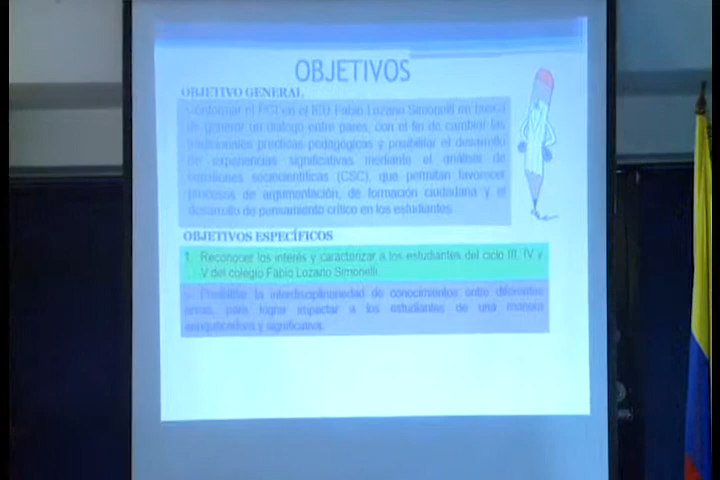 OBJETIVOS
OBJETIVO GENERAL
Conformar el PSI en el IED Fabio Lozano Simonelli en busca
de generar un dialogo entre pares, con el fin de cambiar las
tradicionales prácticas pedagógicas y posibilitar el desarrollo
de experiencias significativas mediante el análisis de
cuestiones sociocientíficas (CSC), que permitan favorecer
procesos de argumentación, de formación ciudadana y el
desarrollo de pensamiento crítico en los estudiantes.
OBJETIVOS ESPECÍFICOS
1. Reconocer los interés y caracterizar a los estudiantes del ciclo III, IV y
V del colegio Fabio Lozano Simonelli.
Posibilitar la interdisciplinariedad de conocimientos entre diferentes
áreas, para lograr impactar a los estudiantes de una manera
enriquecedora y significativa.